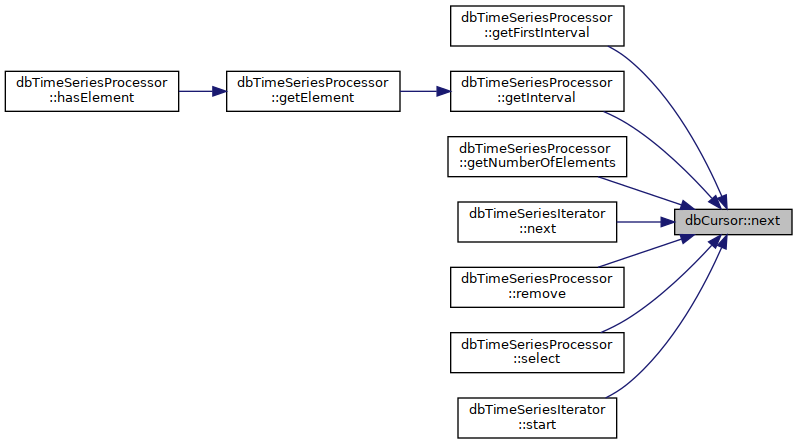 dbTimeSeriesProcessor
::getFirstInterval
dbTimeSeriesProcessor
::hasElement
dbTimeSeriesProcessor
::getElement
dbTimeSeriesProcessor
::getInterval
dbTimeSeriesProcessor
::getNumberOfElements
dbTimeSeriesIterator
::next
dbCursor::next
dbTimeSeriesProcessor
::remove
dbTimeSeriesProcessor
::select
dbTimeSeriesIterator
::start